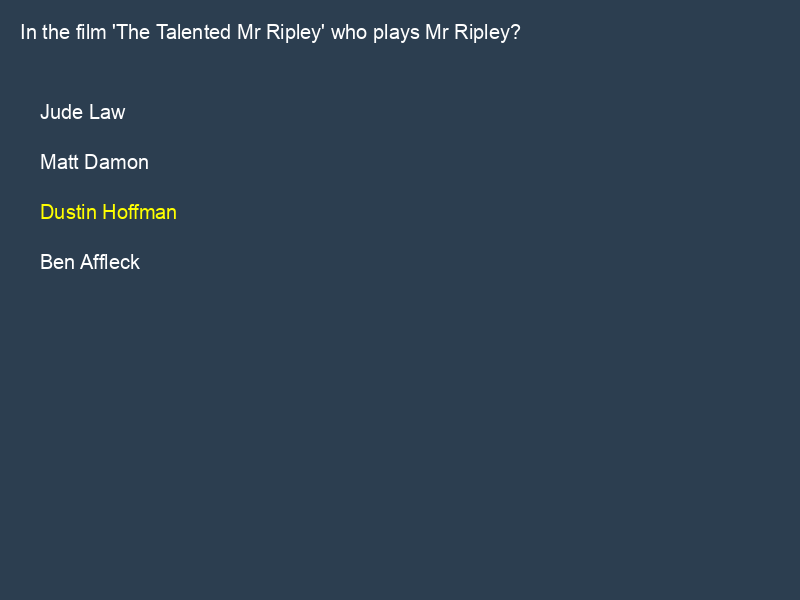 In the film 'The Talented Mr Ripley' who plays Mr Ripley?
Jude Law
Matt Damon
Dustin Hoffman
Ben Affleck